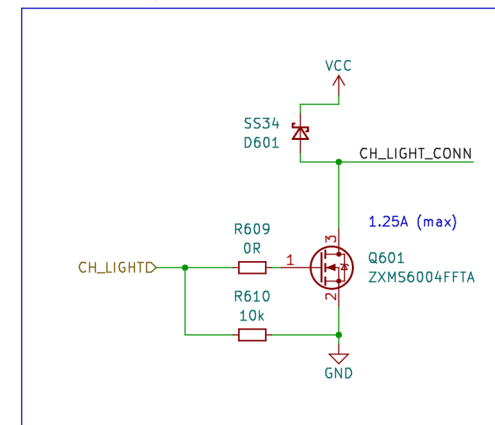 VCC
SS34
D601
CH_LIGHT_CONN
1.25A (max)
R609
0R
3
Q601
ZXMS6004FFTA
CH_LIGHT
1
R610
10k
2
GND